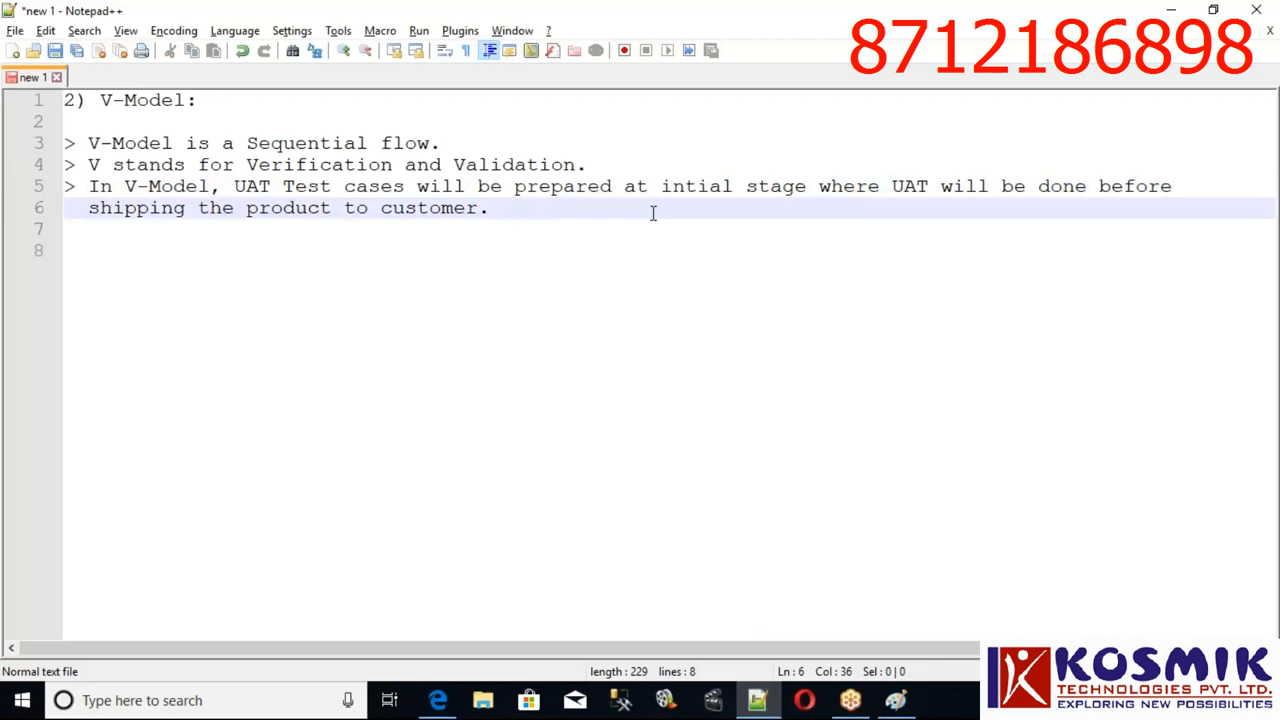 *new 1 - Notepad++
File Edit Search View Encoding Language Settings Tools Macro Run Plugins Window ?
X
8712186898
new 1
1 2) V-Model:
2
3 > V-Model is a Sequential flow.
4 > V stands for Verification and Validation.
5 > In V-Model, UAT Test cases will be prepared at intial stage where UAT will be done before
6 shipping the product to customer.
7
8
Normal text file length : 229 lines : 8 Ln : 6 Col : 36 Sel : 0 | 0
Type here to search
KOSMIK
TECHNOLOGIES PVT. LTD.
EXPLORING NEW POSSIBILITIES